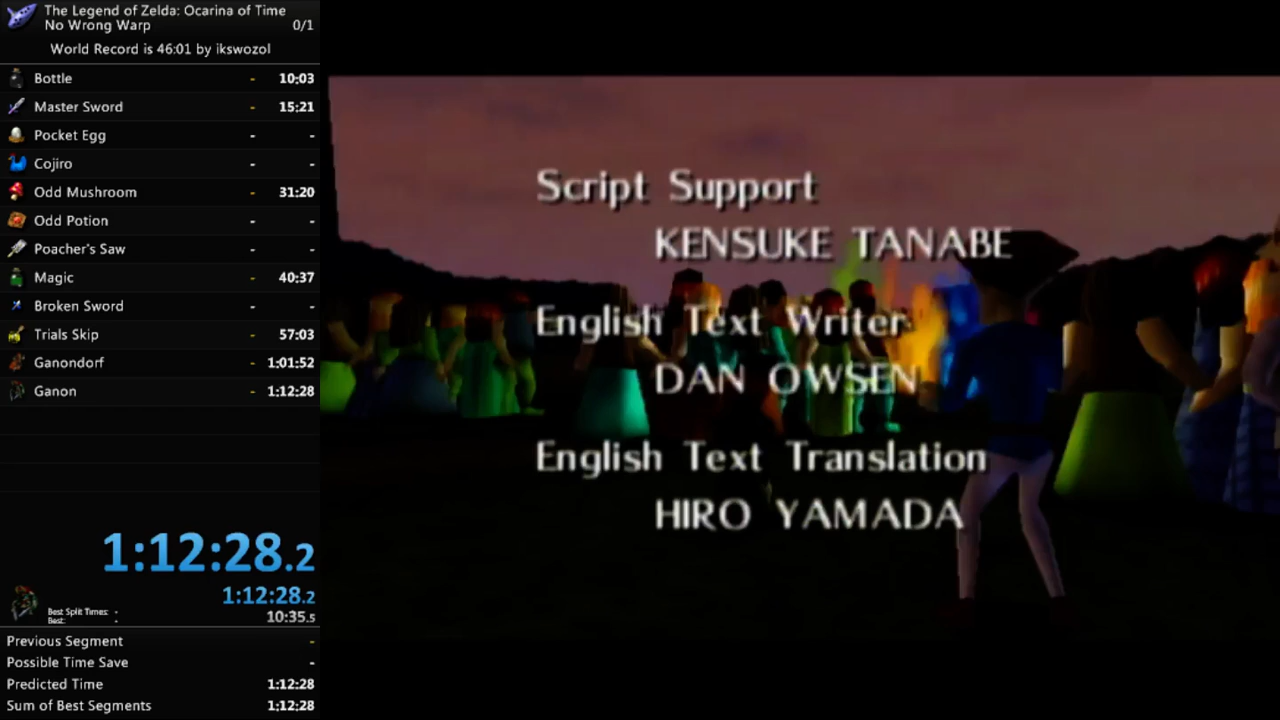 The Legend of Zelda: Ocarina of Time
No Wrong Warp 0/1
World Record is 46:01 by ikswozol
Bottle - 10:03
Master Sword - 15:21
Pocket Egg - -
Cojiro - -
Odd Mushroom - 31:20
Odd Potion - -
Poacher's Saw - -
Magic - 40:37
Broken Sword - -
Trials Skip - 57:03
Ganondorf - 1:01:52
Ganon - 1:12:28
1:12:28.2
1:12:28.2
Best Split Times: -
Best: -
10:35.5
Previous Segment -
Possible Time Save -
Predicted Time 1:12:28
Sum of Best Segments 1:12:28
Script Support
KENSUKE TANABE
English Text Writer
DAN OWSEN
English Text Translation
HIRO YAMADA